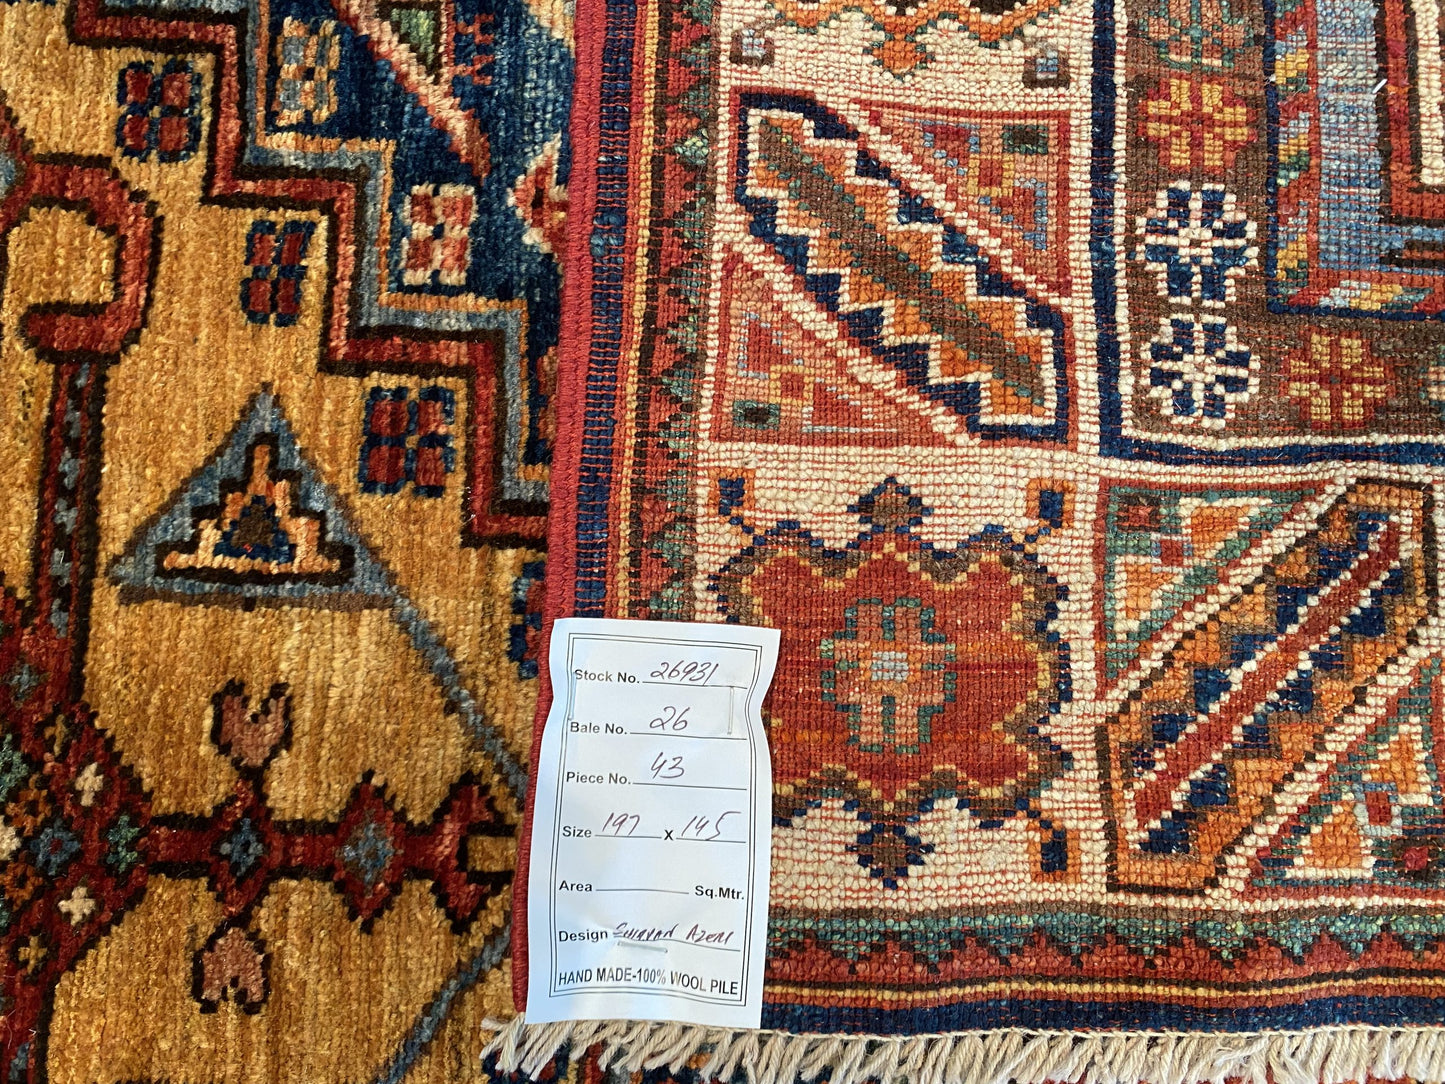 Stock No. 26931
Bale No. 26
Piece No. 43
Size 197 x 145
Area Sq.Mtr.
Design
HAND MADE-100% WOOL PILE